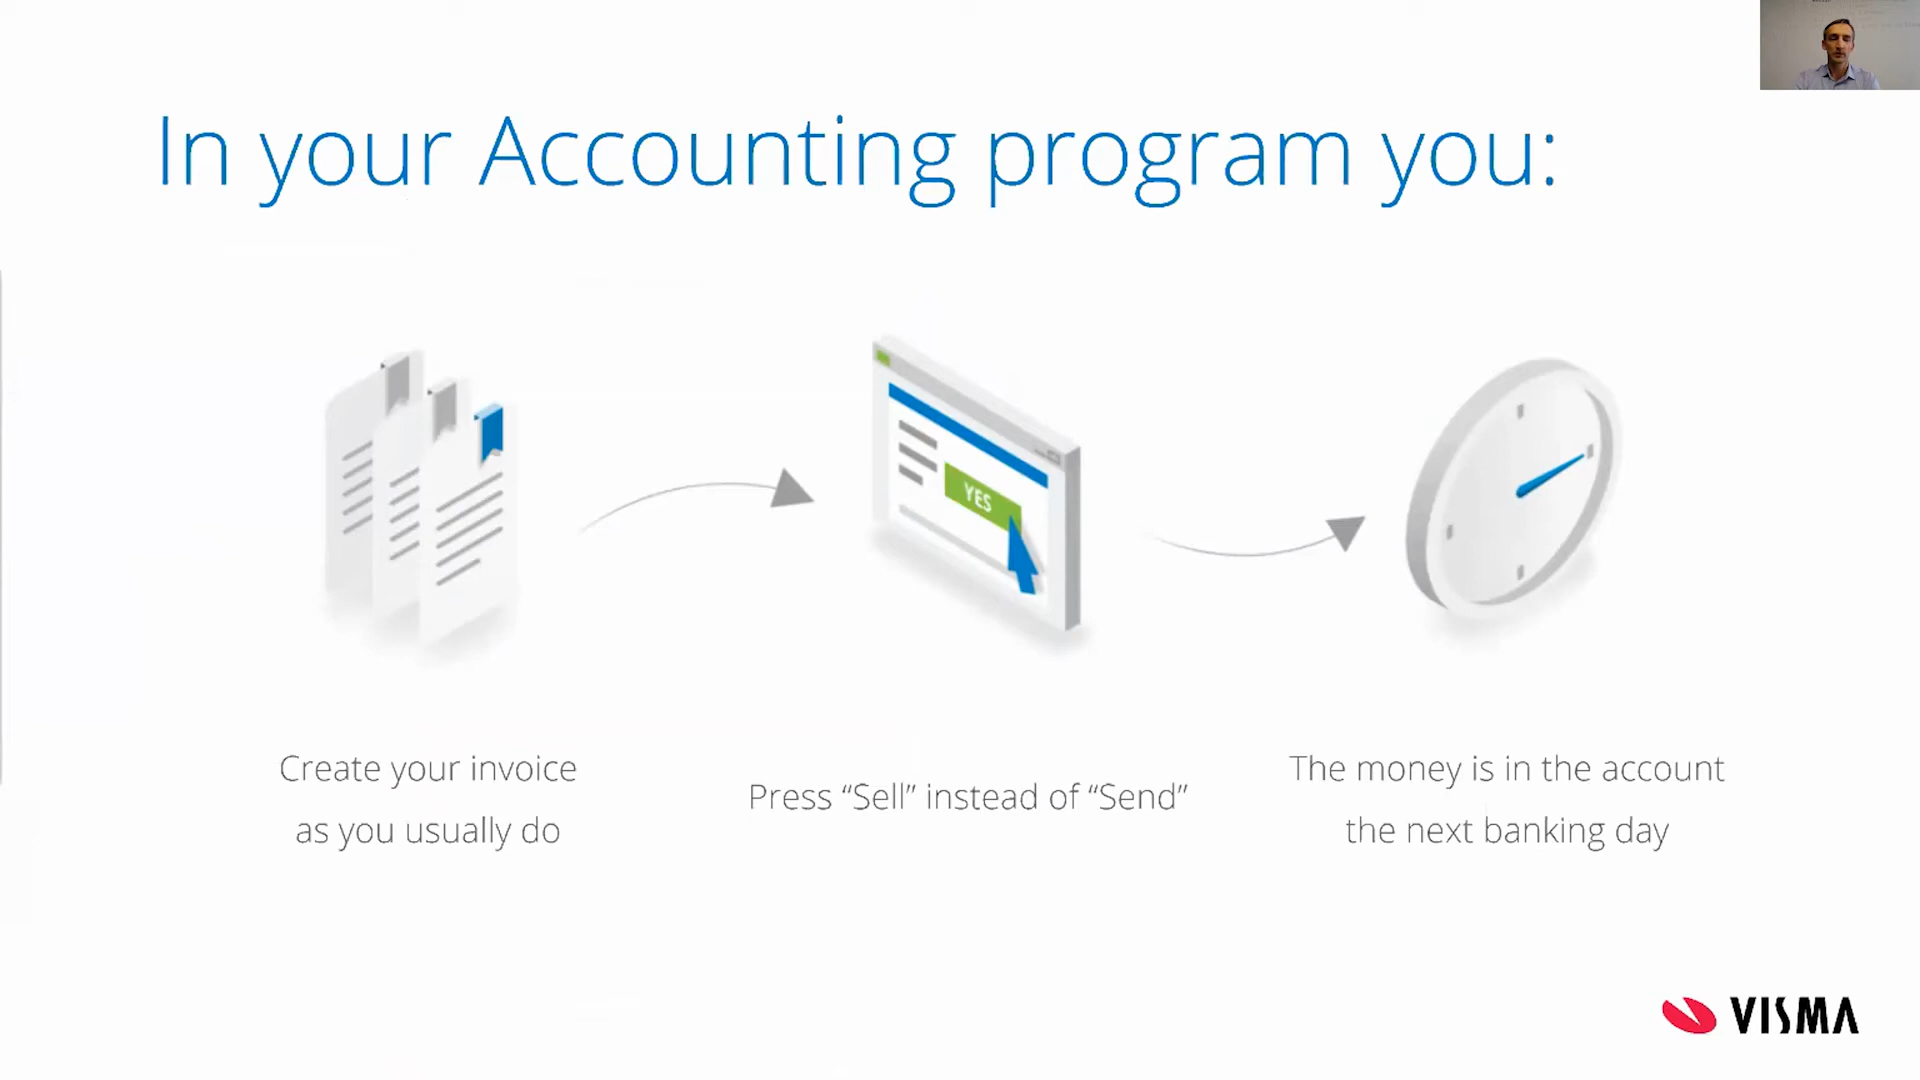 In your Accounting program you:
YES
Create your invoice
as you usually do
Press “Sell” instead of “Send”
The money is in the account
the next banking day
VISMA